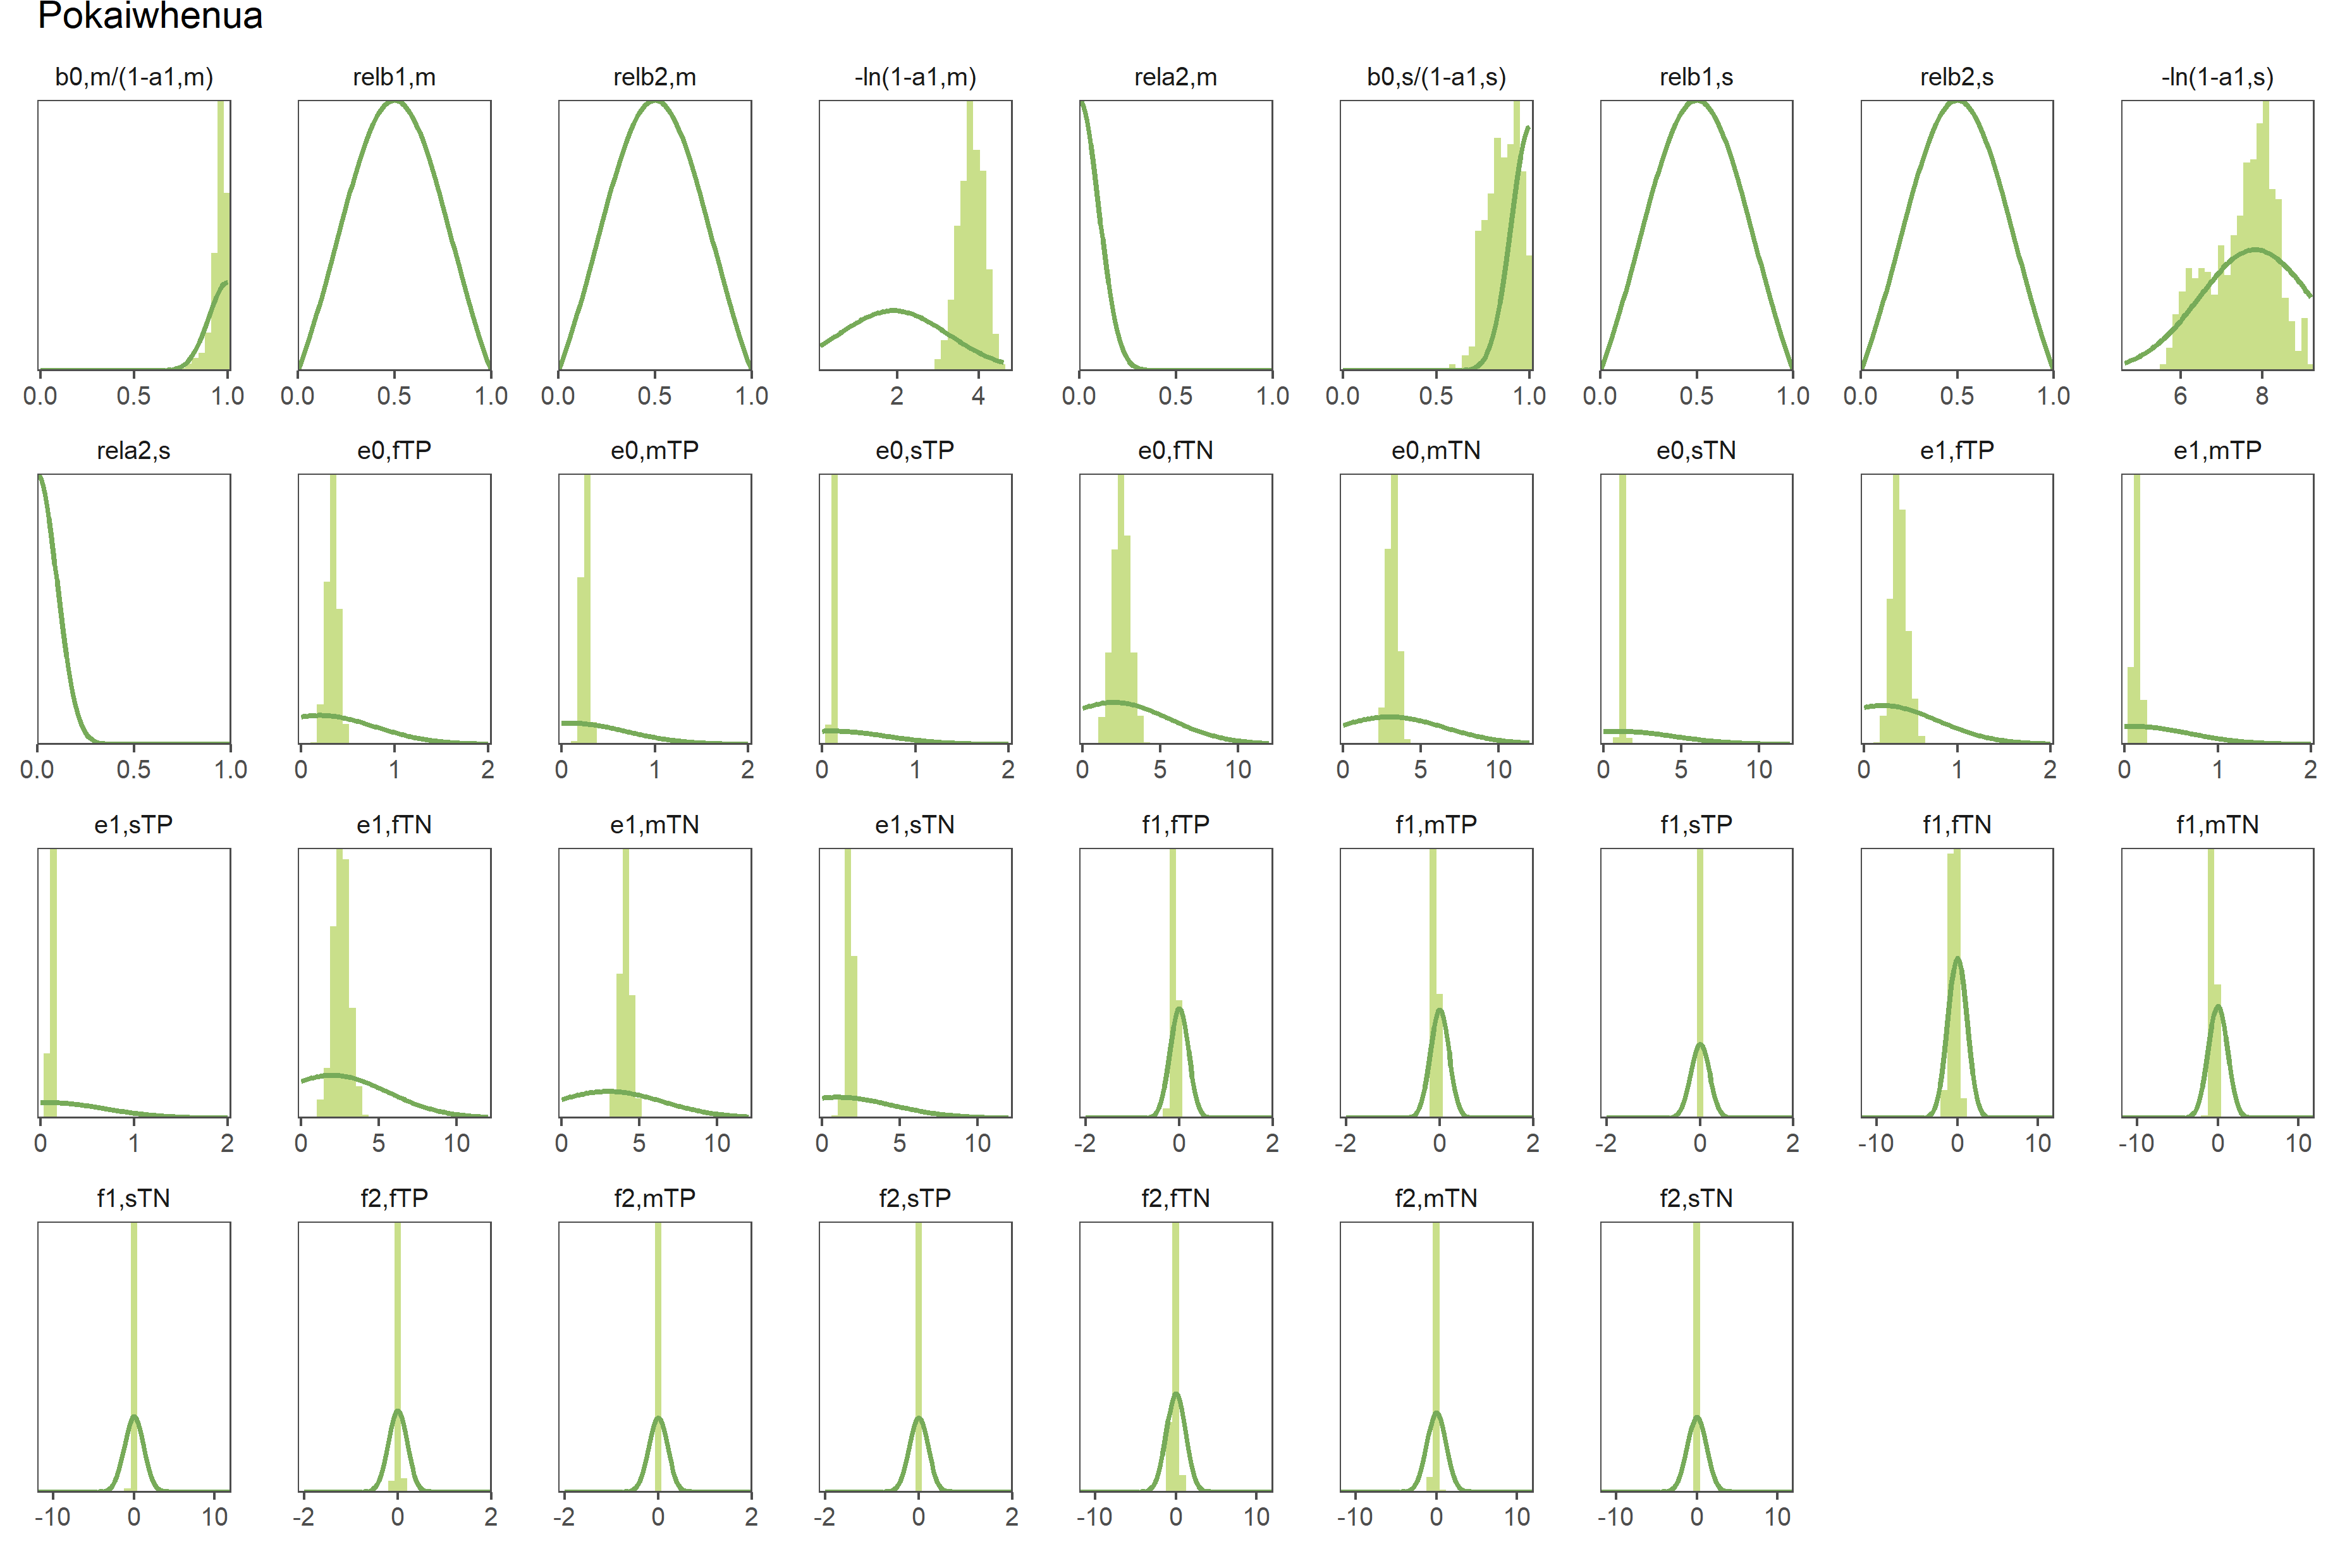 Pokaiwhenua
b0,m/(1-a1,m) relb1,m relb2,m -ln(1-a1,m) rela2,m b0,s/(1-a1,s) relb1,s relb2,s -ln(1-a1,s)
0.0 0.5 1.0 0.0 0.5 1.0 0.0 0.5 1.0 2 4 0.0 0.5 1.0 0.0 0.5 1.0 0.0 0.5 1.0 0.0 0.5 1.0 6 8
rela2,s e0,fTP e0,mTP e0,sTP e0,fTN e0,mTN e0,sTN e1,fTP e1,mTP
0.0 0.5 1.0 0 1 2 0 1 2 0 1 2 0 5 10 0 5 10 0 5 10 0 1 2 0 1 2
e1,sTP e1,fTN e1,mTN e1,sTN f1,fTP f1,mTP f1,sTP f1,fTN f1,mTN
0 1 2 0 5 10 0 5 10 0 5 10 -2 0 2 -2 0 2 -2 0 2 -10 0 10 -10 0 10
f1,sTN f2,fTP f2,mTP f2,sTP f2,fTN f2,mTN f2,sTN
-10 0 10 -2 0 2 -2 0 2 -2 0 2 -10 0 10 -10 0 10 -10 0 10